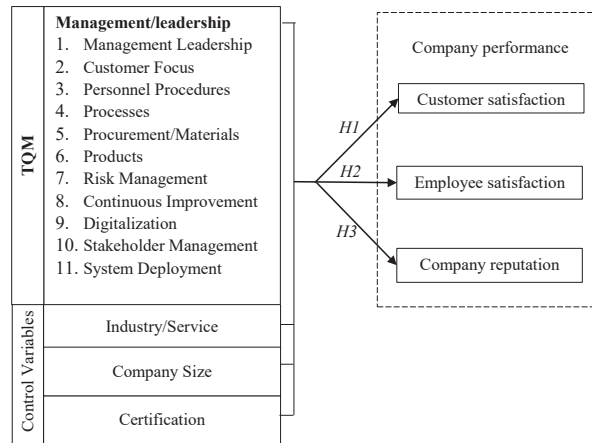 TQM
Management/leadership
1. Management Leadership
2. Customer Focus
3. Personnel Procedures
4. Processes
5. Procurement/Materials
6. Products
7. Risk Management
8. Continuous Improvement
9. Digitalization
10. Stakeholder Management
11. System Deployment
Control Variables
Industry/Service
Company Size
Certification
H1
H2
H3
Company performance
Customer satisfaction
Employee satisfaction
Company reputation